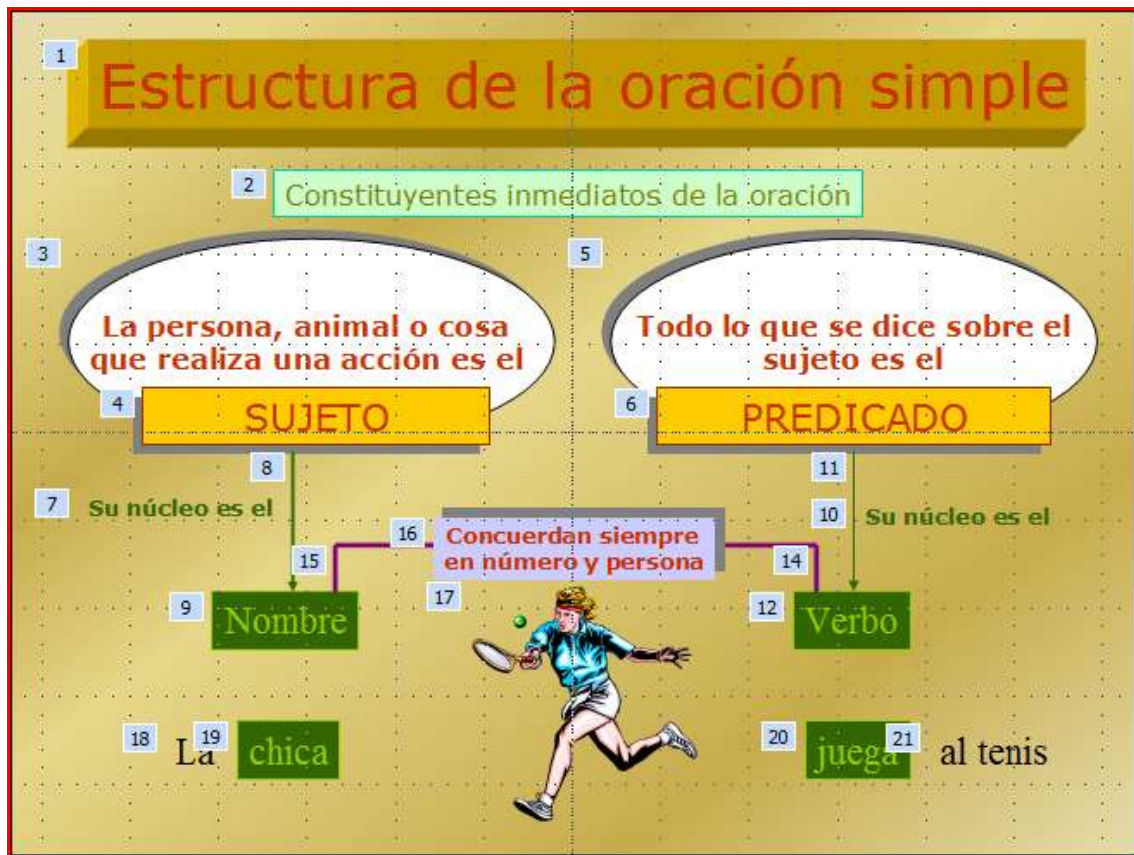 1
Estructura de la oración simple
2
Constituyentes inmediatos de la oración
3
La persona, animal o cosa
que realiza una acción es el
4
SUJETO
5
Todo lo que se dice sobre el
sujeto es el
6
PREDICADO
8
7
Su núcleo es el
11
10
Su núcleo es el
16
Concuerdan siempre
en número y persona
15
14
17
9
Nombre
12
Verbo
18
La
19
chica
20
juega
21
al tenis